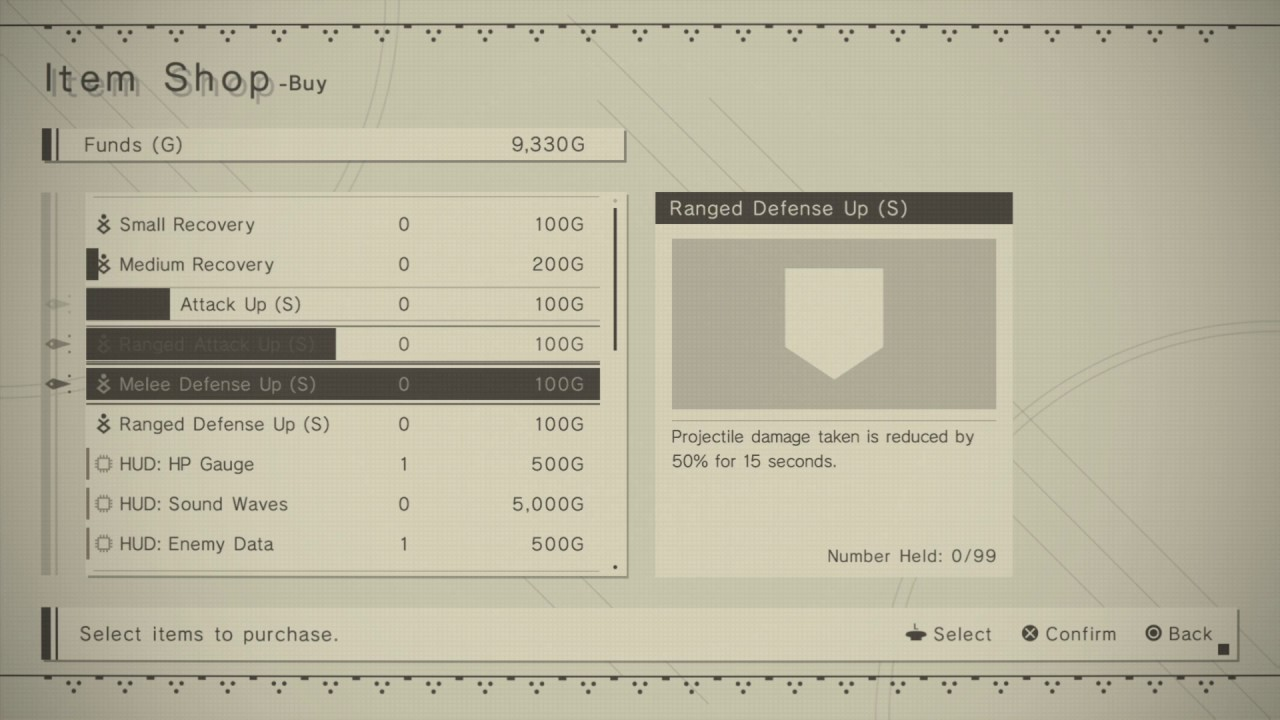 Item Shop -Buy
Funds (G) 9,330G
Small Recovery 0 100G
Medium Recovery 0 200G
Attack Up (S) 0 100G
Ranged Attack Up (S) 0 100G
Melee Defense Up (S) 0 100G
Ranged Defense Up (S) 0 100G
HUD: HP Gauge 1 500G
HUD: Sound Waves 0 5,000G
HUD: Enemy Data 1 500G
Ranged Defense Up (S)
Projectile damage taken is reduced by
50% for 15 seconds.
Number Held: 0/99
Select items to purchase.
L Select Confirm Back